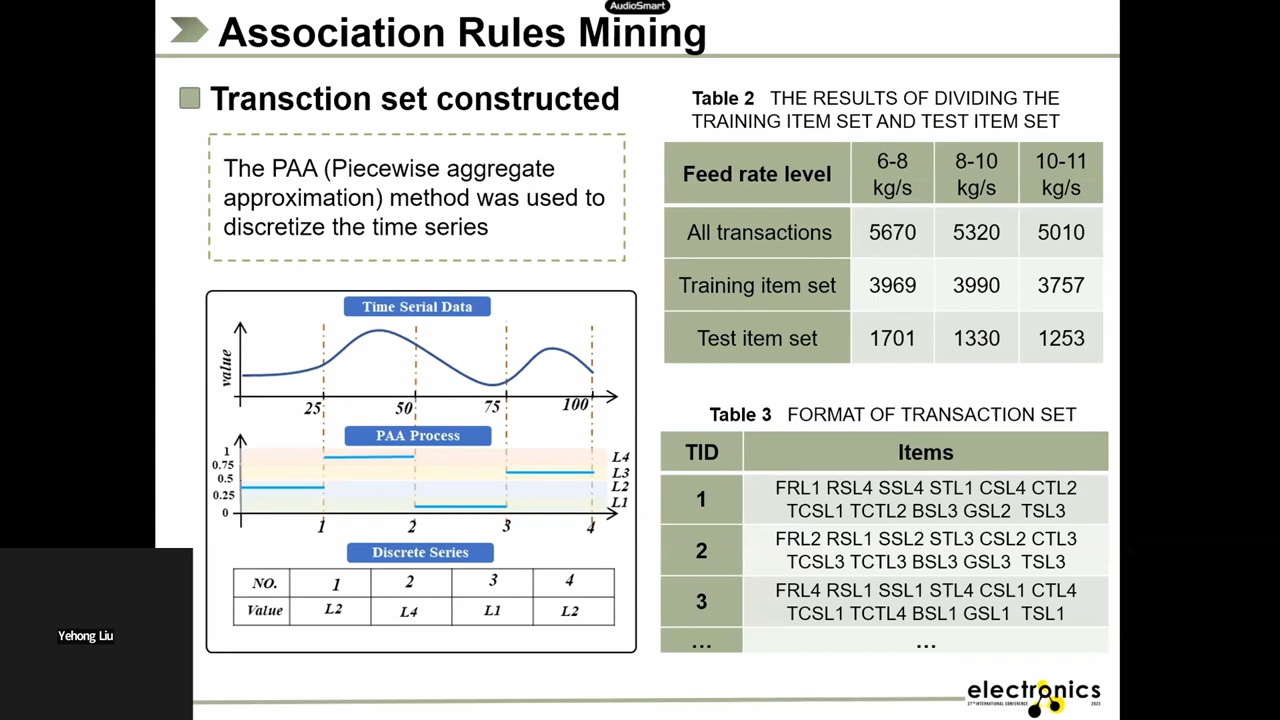 AudioSmart
Association Rules Mining
Transction set constructed
The PAA (Piecewise aggregate
approximation) method was used to
discretize the time series
Time Serial Data
value
25 50 75 100
PAA Process
1
0.75
0.5
0.25
0
L4
L3
L2
L1
1 2 3 4
Discrete Series
NO. 1 2 3 4
Value L2 L4 L1 L2
Table 2 THE RESULTS OF DIVIDING THE
TRAINING ITEM SET AND TEST ITEM SET
Feed rate level 6-8 kg/s 8-10 kg/s 10-11 kg/s
All transactions 5670 5320 5010
Training item set 3969 3990 3757
Test item set 1701 1330 1253
Table 3 FORMAT OF TRANSACTION SET
TID Items
1 FRL1 RSL4 SSL4 STL1 CSL4 CTL2
TCSL1 TCTL2 BSL3 GSL2 TSL3
2 FRL2 RSL1 SSL2 STL3 CSL2 CTL3
TCSL3 TCTL3 BSL3 GSL3 TSL3
3 FRL4 RSL1 SSL1 STL4 CSL1 CTL4
TCSL1 TCTL4 BSL1 GSL1 TSL1
... ...
Yehong Liu
electronics
27TH INTERNATIONAL CONFERENCE 2023